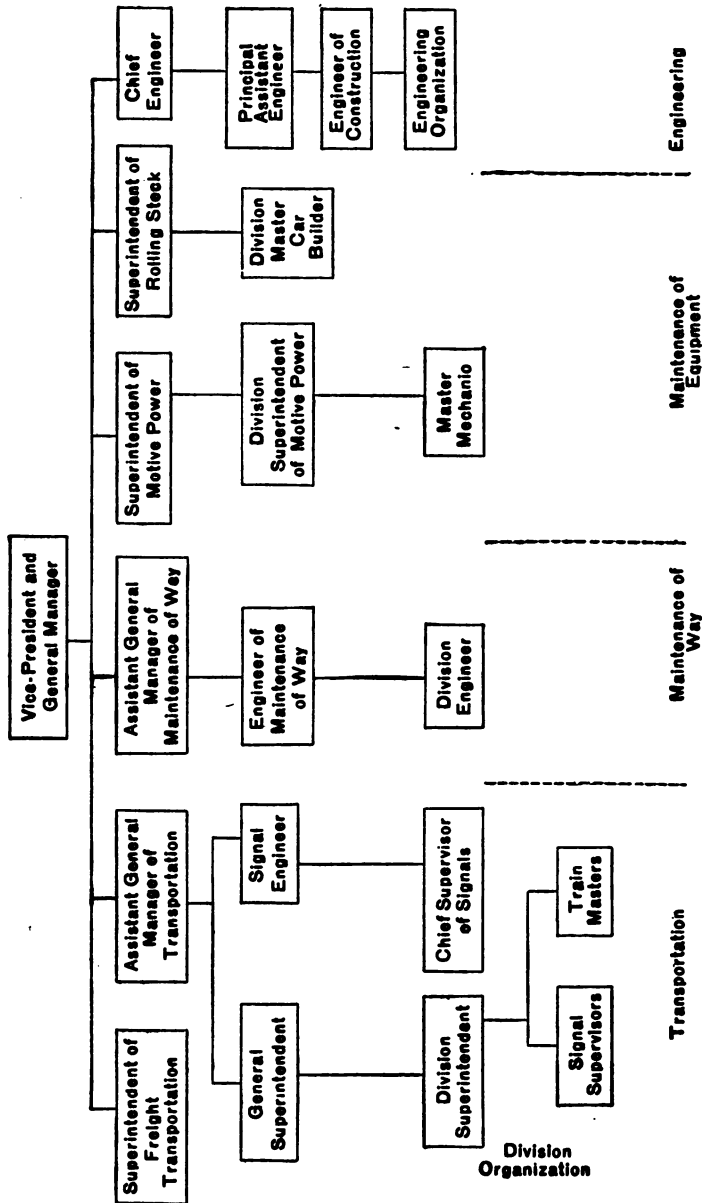 Vice-President and
General Manager
Superintendent of
Freight
Transportation
Assistant General
Manager of
Transportation
Assistant General
Manager of
Maintenance of Wey
Superintendent of
Motive Power
Superintendent of
Rolling Steck
Chief
Engineer
General
Superintendent
Signal
Engineer
Engineer of
Maintenance
of Way
Division
Superintendent
of Motive Power
Division
Master
Car
Builder
Principal
Assistant
Engineer
Engineer of
Construction
Engineering
Organization
Division
Superintendent
Chief Supervisor
of Signals
Division
Engineer
Master
Mechanio
Division
Organization
Signal
Supervisors
Train
Masters
Transportation
Maintenance of
Way
Maintenance of
Equipment
Engineering